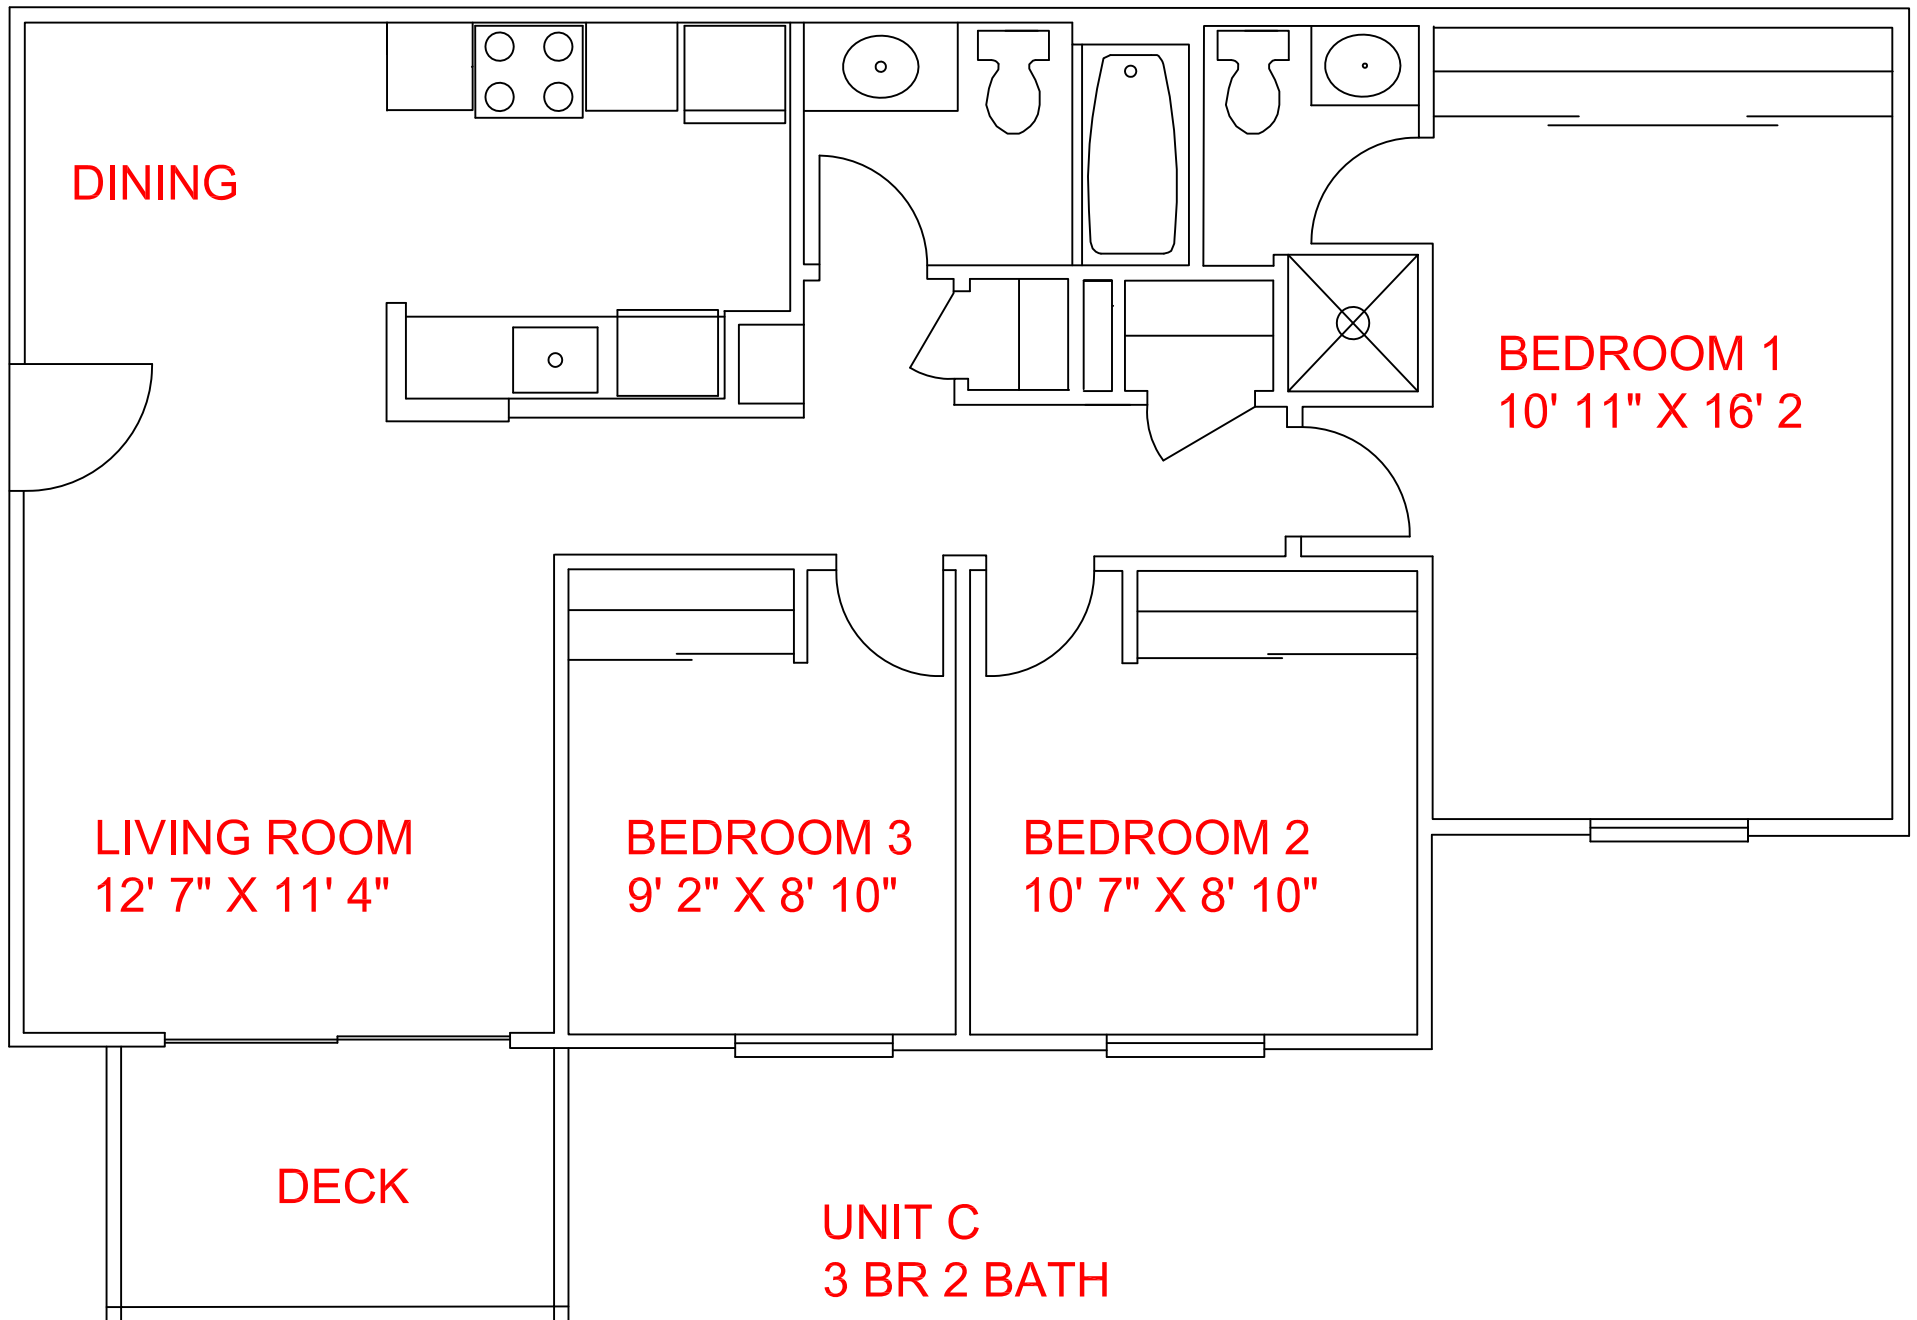 DINING
BEDROOM 1
10' 11" X 16' 2
LIVING ROOM
12' 7" X 11' 4"
BEDROOM 3
9' 2" X 8' 10"
BEDROOM 2
10' 7" X 8' 10"
DECK
UNIT C
3 BR 2 BATH